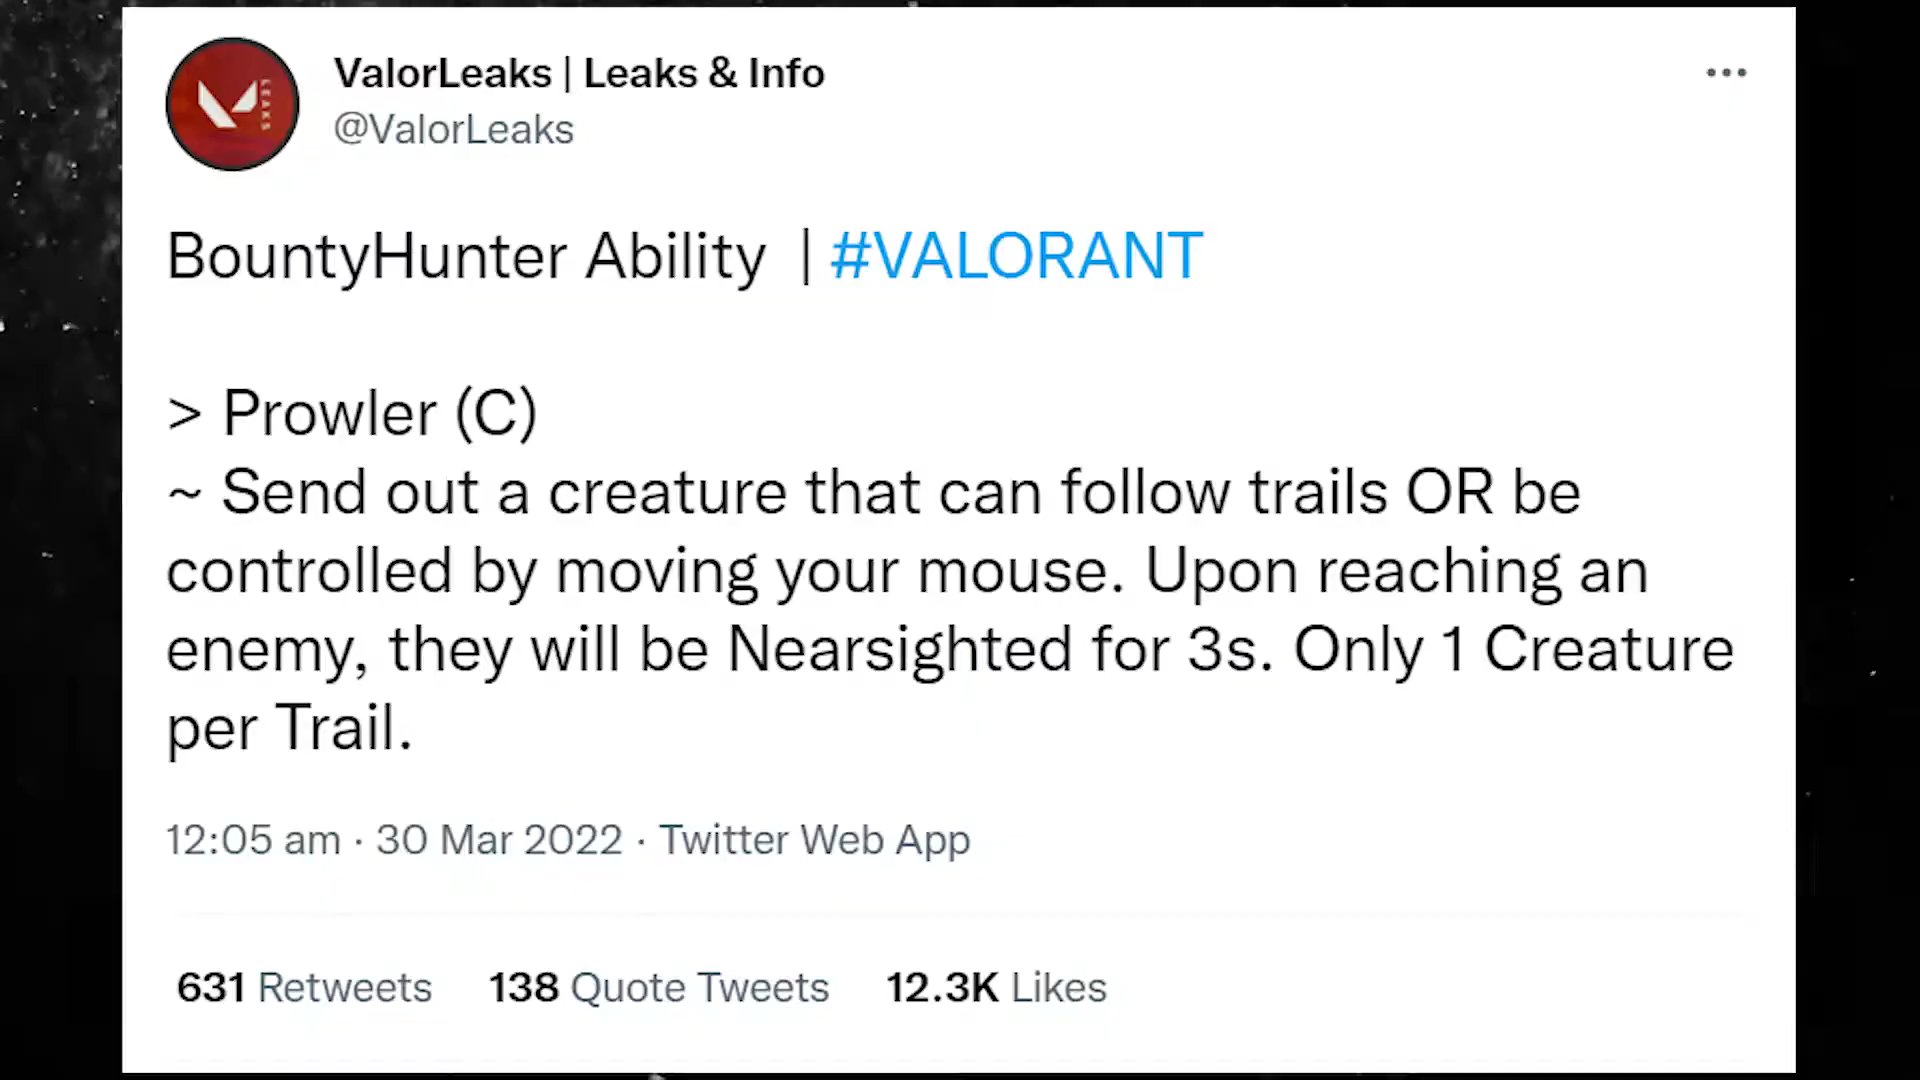 ValorLeaks | Leaks & Info
LEAKS
@ValorLeaks
BountyHunter Ability | #VALORANT
> Prowler (C)
~ Send out a creature that can follow trails OR be
controlled by moving your mouse. Upon reaching an
enemy, they will be Nearsighted for 3s. Only 1 Creature
per Trail.
12:05 am · 30 Mar 2022 · Twitter Web App
631 Retweets 138 Quote Tweets 12.3K Likes